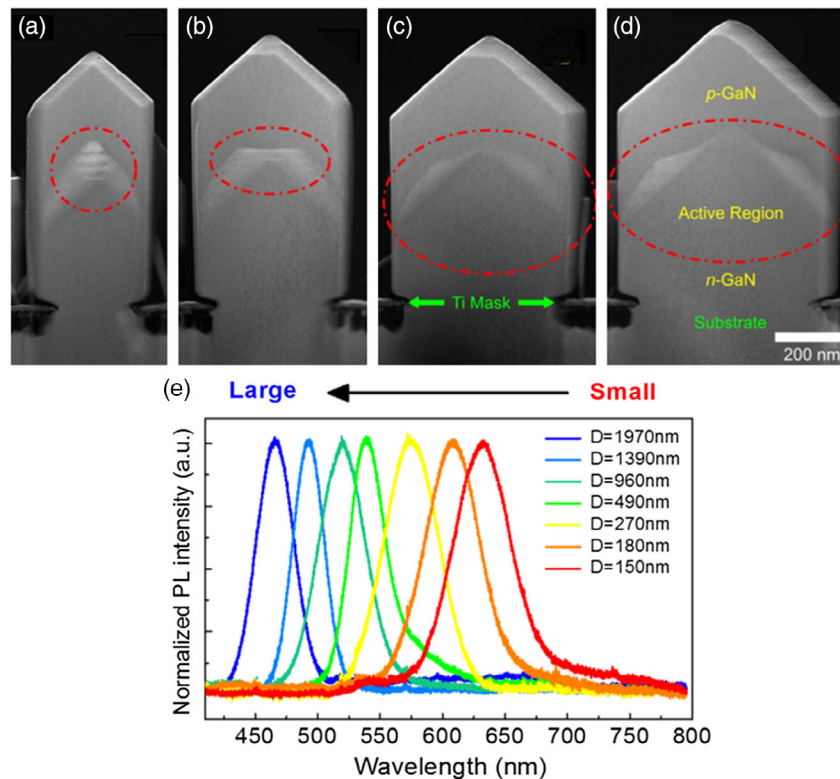 (a)
(b)
(c)
(d)
p-GaN
Active Region
n-GaN
Ti Mask
Substrate
200 nm
(e)
Large
Small
Normalized PL intensity (a.u.)
D=1970nm
D=1390nm
D=960nm
D=490nm
D=270nm
D=180nm
D=150nm
450 500 550 600 650 700 750 800
Wavelength (nm)